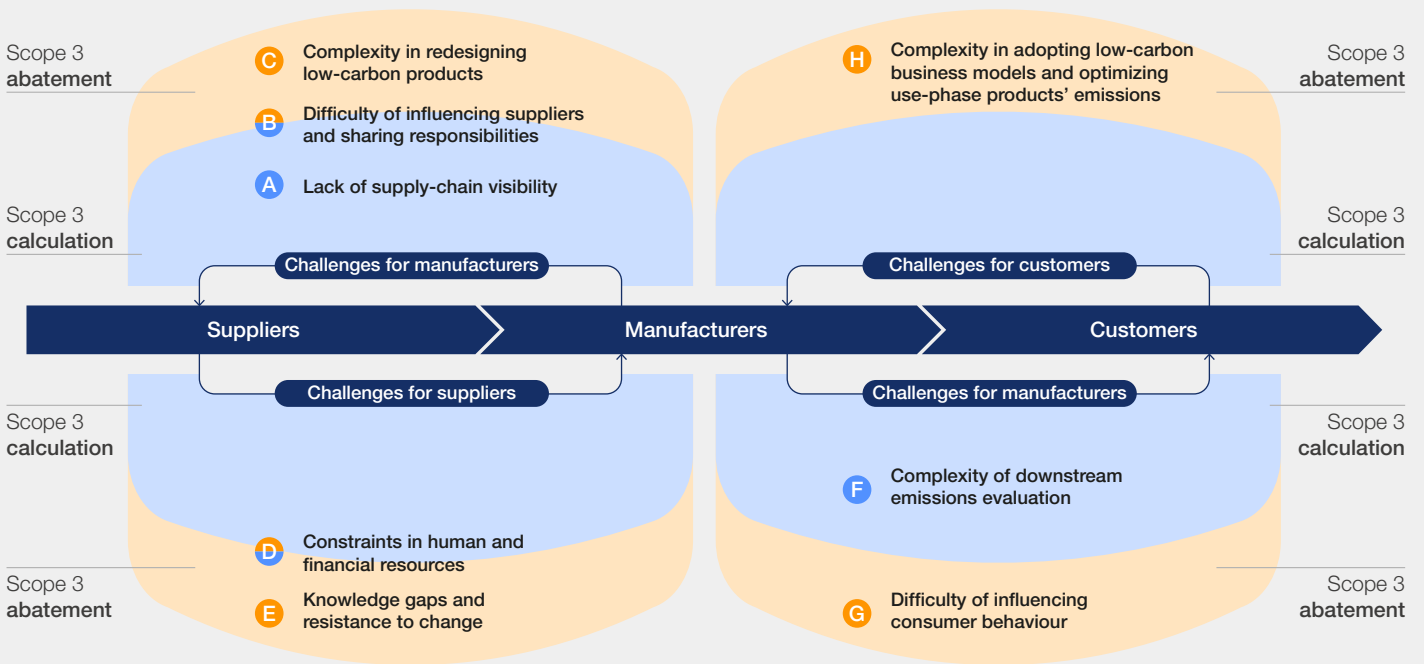 Scope 3
abatement
C
Complexity in redesigning
low-carbon products
B
Difficulty of influencing suppliers
and sharing responsibilities
A
Lack of supply-chain visibility
Scope 3
calculation
Challenges for manufacturers
H
Complexity in adopting low-carbon
business models and optimizing
use-phase products’ emissions
Scope 3
abatement
Scope 3
calculation
Challenges for customers
Suppliers
Manufacturers
Customers
Challenges for suppliers
Scope 3
calculation
D
Constraints in human and
financial resources
E
Knowledge gaps and
resistance to change
Scope 3
abatement
Challenges for manufacturers
Scope 3
calculation
F
Complexity of downstream
emissions evaluation
G
Difficulty of influencing
consumer behaviour
Scope 3
abatement